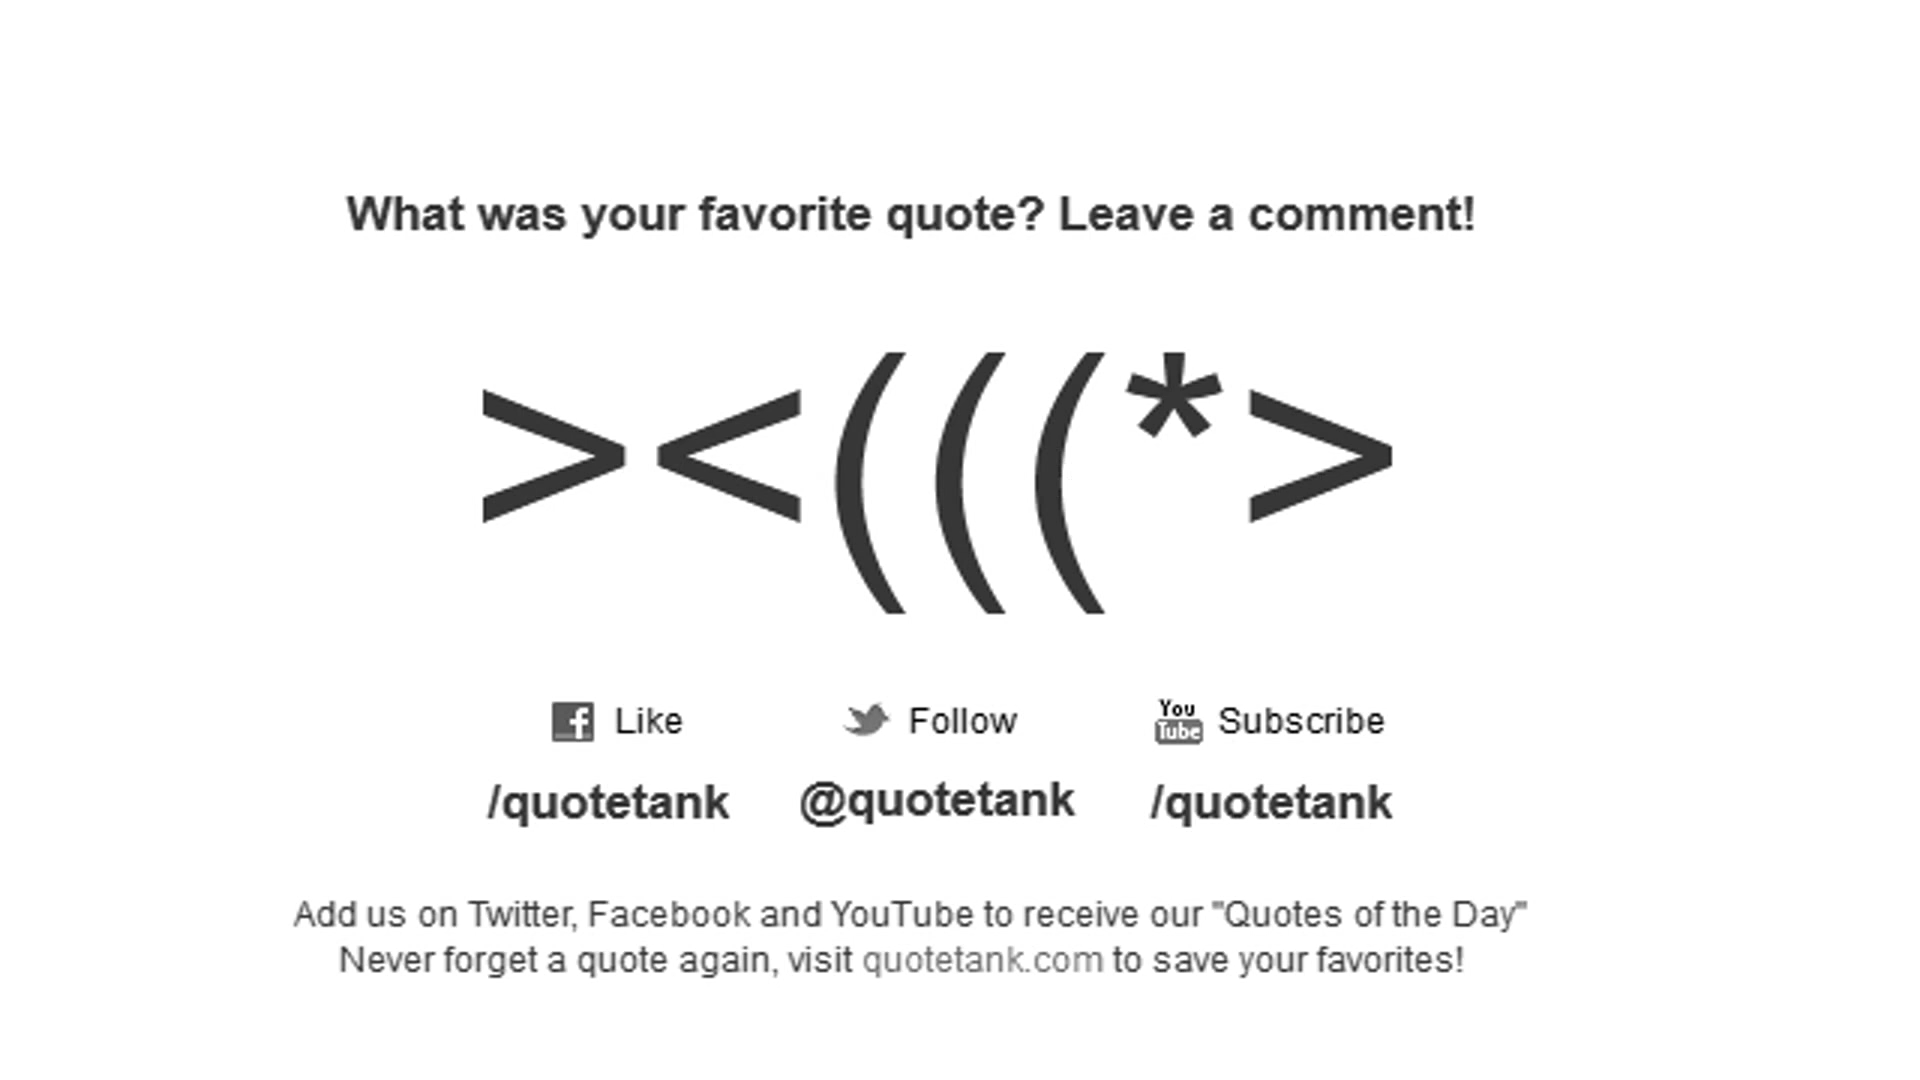 What was your favorite quote? Leave a comment!
><(((*>
f Like Follow You Tube Subscribe
/quotetank @quotetank /quotetank
Add us on Twitter, Facebook and YouTube to receive our "Quotes of the Day"
Never forget a quote again, visit quotetank.com to save your favorites!